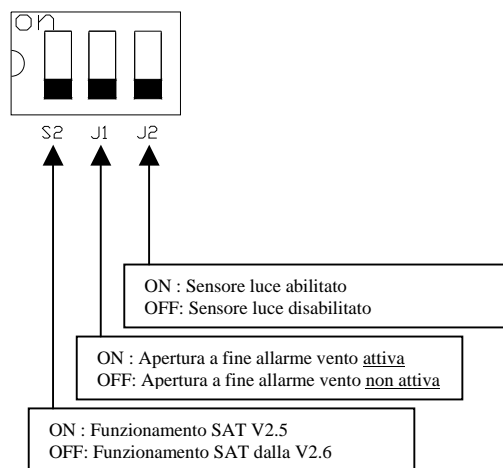 on
S2 J1 J2
ON : Sensore luce abilitato
OFF: Sensore luce disabilitato
ON : Apertura a fine allarme vento attiva
OFF: Apertura a fine allarme vento non attiva
ON : Funzionamento SAT V2.5
OFF: Funzionamento SAT dalla V2.6